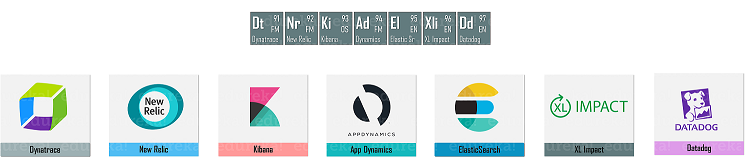 Dt 91 FM Dynatrace
Nr 92 FM New Relic
Ki 93 OS Kibana
Ad 94 FM Dynamics
El 95 EN Elastic Sr
Xli 96 EN XL Impact
Dd 97 EN Datadog
Dynatrace
New Relic
New Relic
Kibana
APPDYNAMICS
App Dynamics
ElasticSearch
XL IMPACT
XL Impact
DATADOG
Datadog